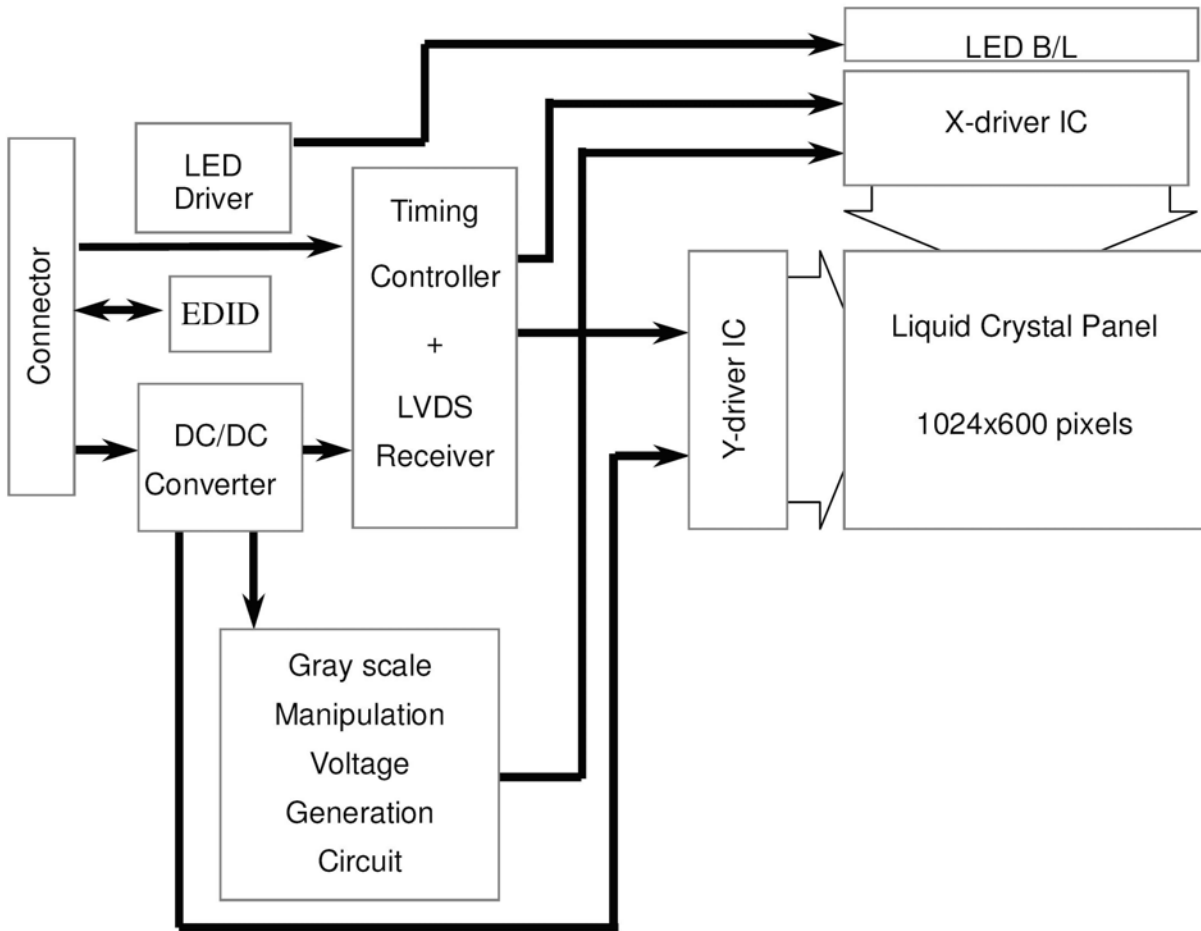 LED B/L
X-driver IC
LED
Driver
Connector
EDID
DC/DC
Converter
Timing
Controller
+
LVDS
Receiver
Y-driver IC
Liquid Crystal Panel
1024x600 pixels
Gray scale
Manipulation
Voltage
Generation
Circuit